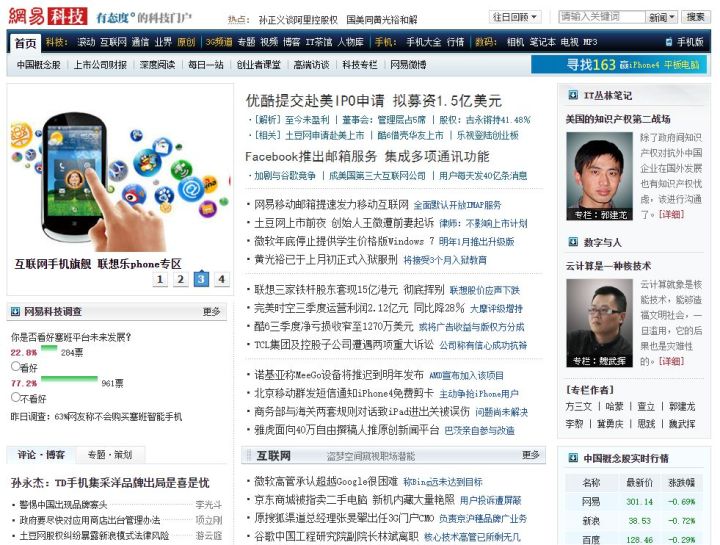 網易 科技 有态度°的科技门户
热点: 孙正义谈阿里控股权 国美同黄光裕和解
往日回顾 请输入关键字 新闻 搜索
首页 科技: 滚动 互联网 通信 业界 原创 3G频道 专题 视频 博客 IT茶馆 人物库 手机: 手机大全 行情 数码: 相机 笔记本 电视 MP3 手机版
中国概念股 | 上市公司财报 | 深度阅读 | 每日一站 | 创业者课堂 | 高端访谈 | 科技专栏 | 网易微博
寻找163 赢iPhone4 平板电脑
互联网手机旗舰 联想乐phone专区
1 2 3 4
网易科技调查 更多
你是否看好塞班平台未来发展?
22.8% 284票
看好
77.2% 961票
不看好
昨日调查: 63%网友称不会购买塞班智能手机
评论·博客 专题·策划
孙永杰: TD手机集采洋品牌出局是喜是忧
警惕中国出现品牌寡头 李光斗
政府要尽快对应用商店出台管理办法 项立刚
土豆网股权纠纷暴露新浪模式法律风险 游云庭
优酷提交赴美IPO申请 拟募资1.5亿美元
[解析] 至今未盈利 | 董事会: 管理层占5席 | 股权: 古永锵持41.48%
[相关] 土豆网申请赴美上市 | 酷6借壳华友上市 | 乐视登陆创业板
Facebook推出邮箱服务 集成多项通讯功能
加剧与谷歌竞争 | 成美国第三大互联网公司 | 用户每天发40亿条消息
网易移动邮箱提速发力移动互联网 全面默认开放IMAP服务
土豆网上市前夜 创始人王微遭前妻起诉 律师: 不影响上市计划
微软年底停止提供学生价格版Windows 7 明年1月推出升级版
黄光裕已于上月初正式入狱服刑 将接受3个月入狱教育
联想三家铁杆股东套现15亿港元 彻底挥别 联想股价应声下跌
完美时空三季度运营利润2.12亿元 同比降28% 大摩评级增持
酷6三季度净亏损收窄至1270万美元 或将广告收益与版权方分成
TCL集团及控股子公司遭遇两项重大诉讼 公司称有信心成功抗辩
诺基亚称MeeGo设备将推迟到明年发布 AMD宣布加入该项目
北京移动群发短信通知iPhone4免费剪卡 主动争抢iPhone用户
商务部与海关两套规则对话致iPad进出关被误伤 问题尚未解决
雅虎面向40万自由撰稿人推原创新闻平台 巴茨亲自参与改造
互联网 盗梦空间窥视职场潜能 更多
微软高管承认超越Google很困难 称Bing远未达到目标
京东商城被指卖二手电脑 新机内藏大量艳照 用户投诉遭屏蔽
原搜狐渠道总经理张旻翚出任3G门户CMO 负责京沪穗品牌广业务
谷歌中国工程研究院副院长林斌离职 核心技术高管已所剩无几
IT丛林笔记
美国的知识产权第二战场
专栏: 郭建龙
除了政府间知识产权对抗外中国企业在国外发展也有知识产权忧虑, 该进行沟通了。[详细]
数字与人
云计算是一种核技术
专栏: 魏武挥
云计算就象是核能技术, 能够造福文明社会, 一旦滥用, 它的后果也是灾难性的。[详细]
[专栏作者]
方三文 | 哈蒙 | 查立 | 郭建龙
李黎 | 冀勇庆 | 思践 | 魏武挥
中国概念股实时行情
名称 最新价 涨跌幅
网易 301.14 -0.69%
新浪 38.53 -0.72%
百度 128.46 -0.29%